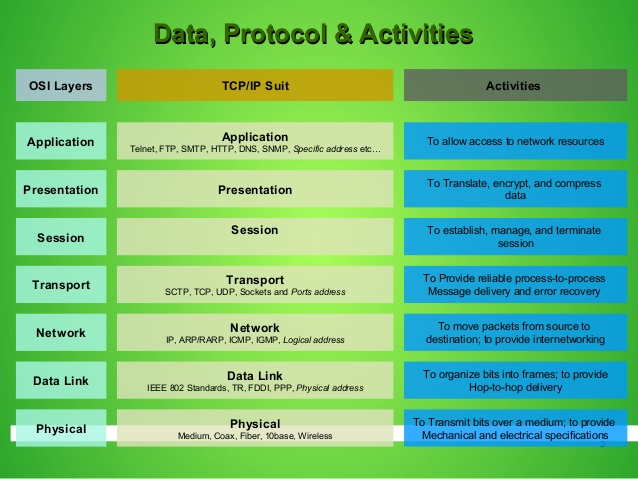 Data, Protocol & Activities
OSI Layers
TCP/IP Suit
Activities
Application
Application
Telnet, FTP, SMTP, HTTP, DNS, SNMP, Specific address etc…
To allow access to network resources
Presentation
Presentation
To Translate, encrypt, and compress
data
Session
Session
To establish, manage, and terminate
session
Transport
Transport
SCTP, TCP, UDP, Sockets and Ports address
To Provide reliable process-to-process
Message delivery and error recovery
Network
Network
IP, ARP/RARP, ICMP, IGMP, Logical address
To move packets from source to
destination; to provide internetworking
Data Link
Data Link
IEEE 802 Standards, TR, FDDI, PPP, Physical address
To organize bits into frames; to provide
Hop-to-hop delivery
Physical
Physical
Medium, Coax, Fiber, 10base, Wireless
To Transmit bits over a medium; to provide
Mechanical and electrical specifications